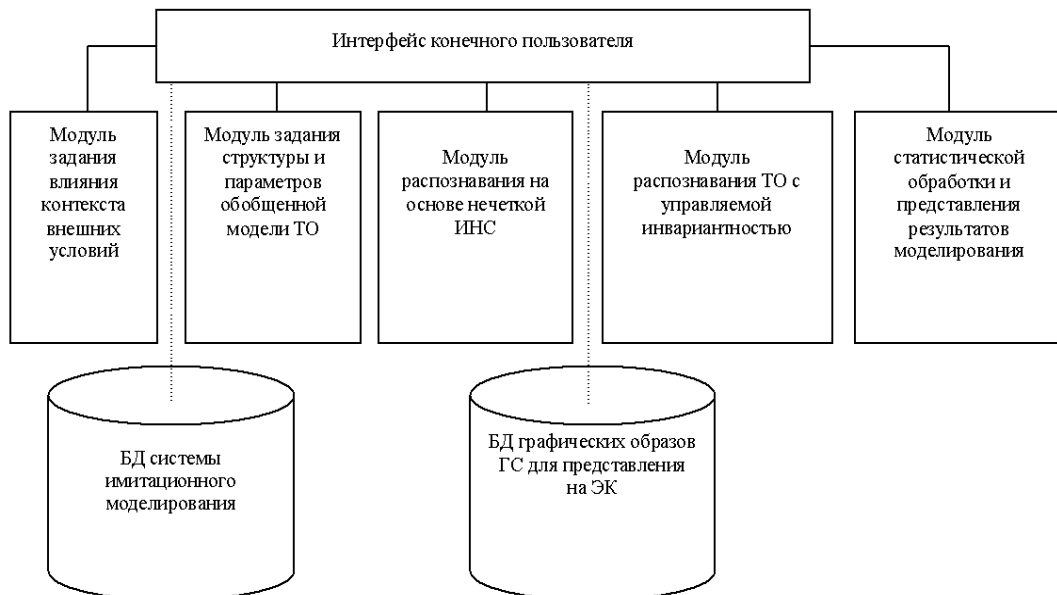 Интерфейс конечного пользователя
Модуль
задания
влияния
контекста
внешних
условий
Модуль задания
структуры и
параметров
обобщенной
модели ТО
Модуль
распознавания на
основе нечеткой
ИНС
Модуль
распознавания ТО с
управляемой
инвариантностью
Модуль
статистической
обработки и
представления
результатов
моделирования
БД системы
имитационного
моделирования
БД графических образов
ГС для представления
на ЭК